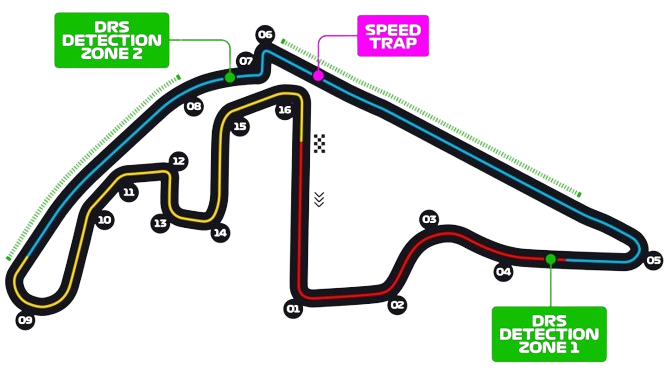 DRS
DETECTION
ZONE 2
06
SPEED
TRAP
07
08
16
15
12
11
10
13
14
03
04
05
01
02
09
DRS
DETECTION
ZONE 1